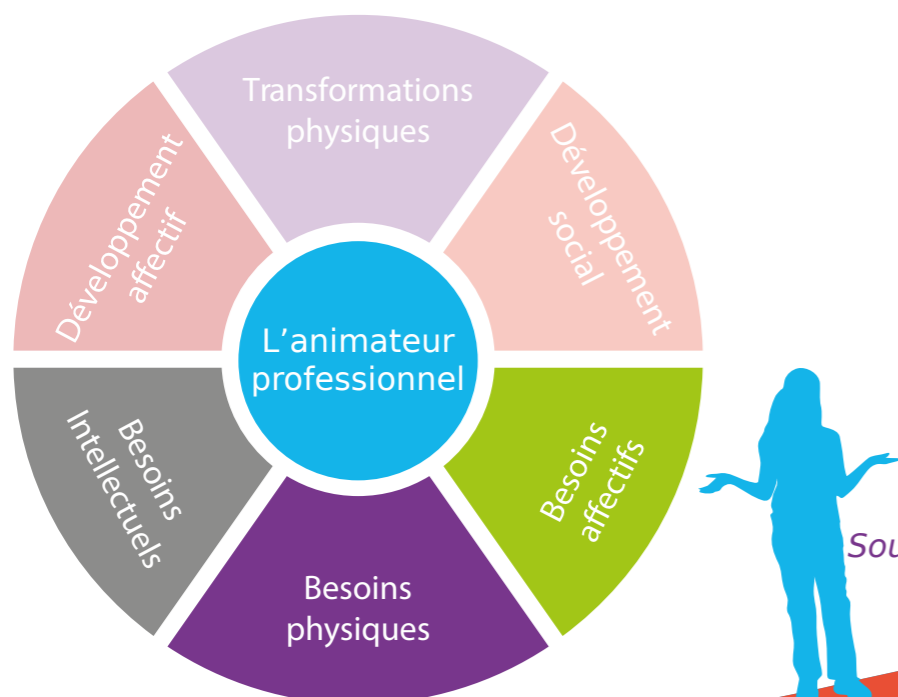 Transformations
physiques
Développement
social
Besoins
affectifs
Besoins
physiques
Besoins
Intellectuels
Développement
affectif
L’animateur
professionnel